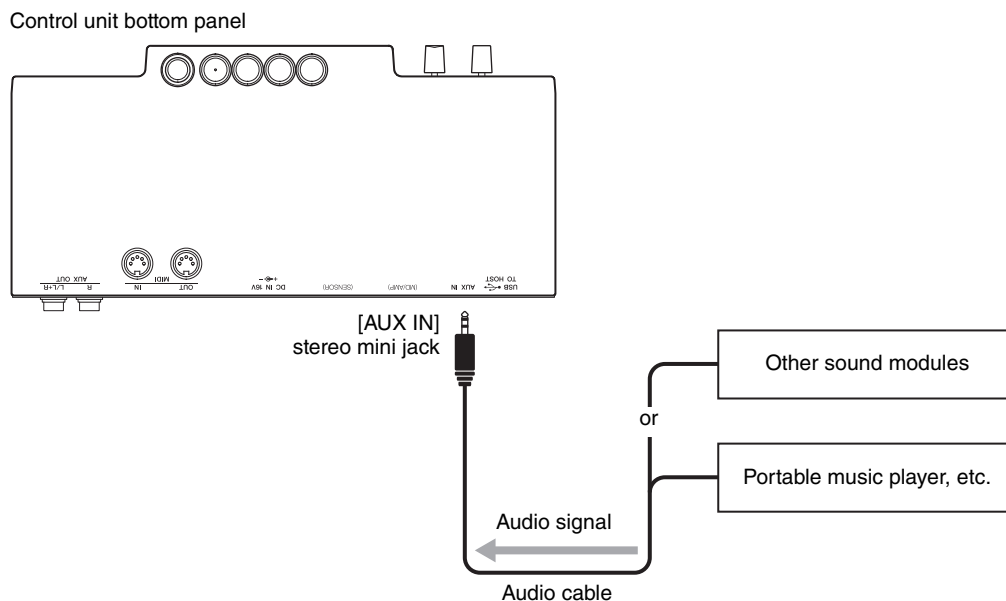 Control unit bottom panel
USB
TO HOST
AUX IN
(MD/AMP)
(SENSOR)
DC IN 16V
OUT
MIDI
IN
R
AUX OUT
L/L+R
[AUX IN]
stereo mini jack
Other sound modules
or
Portable music player, etc.
Audio signal
Audio cable